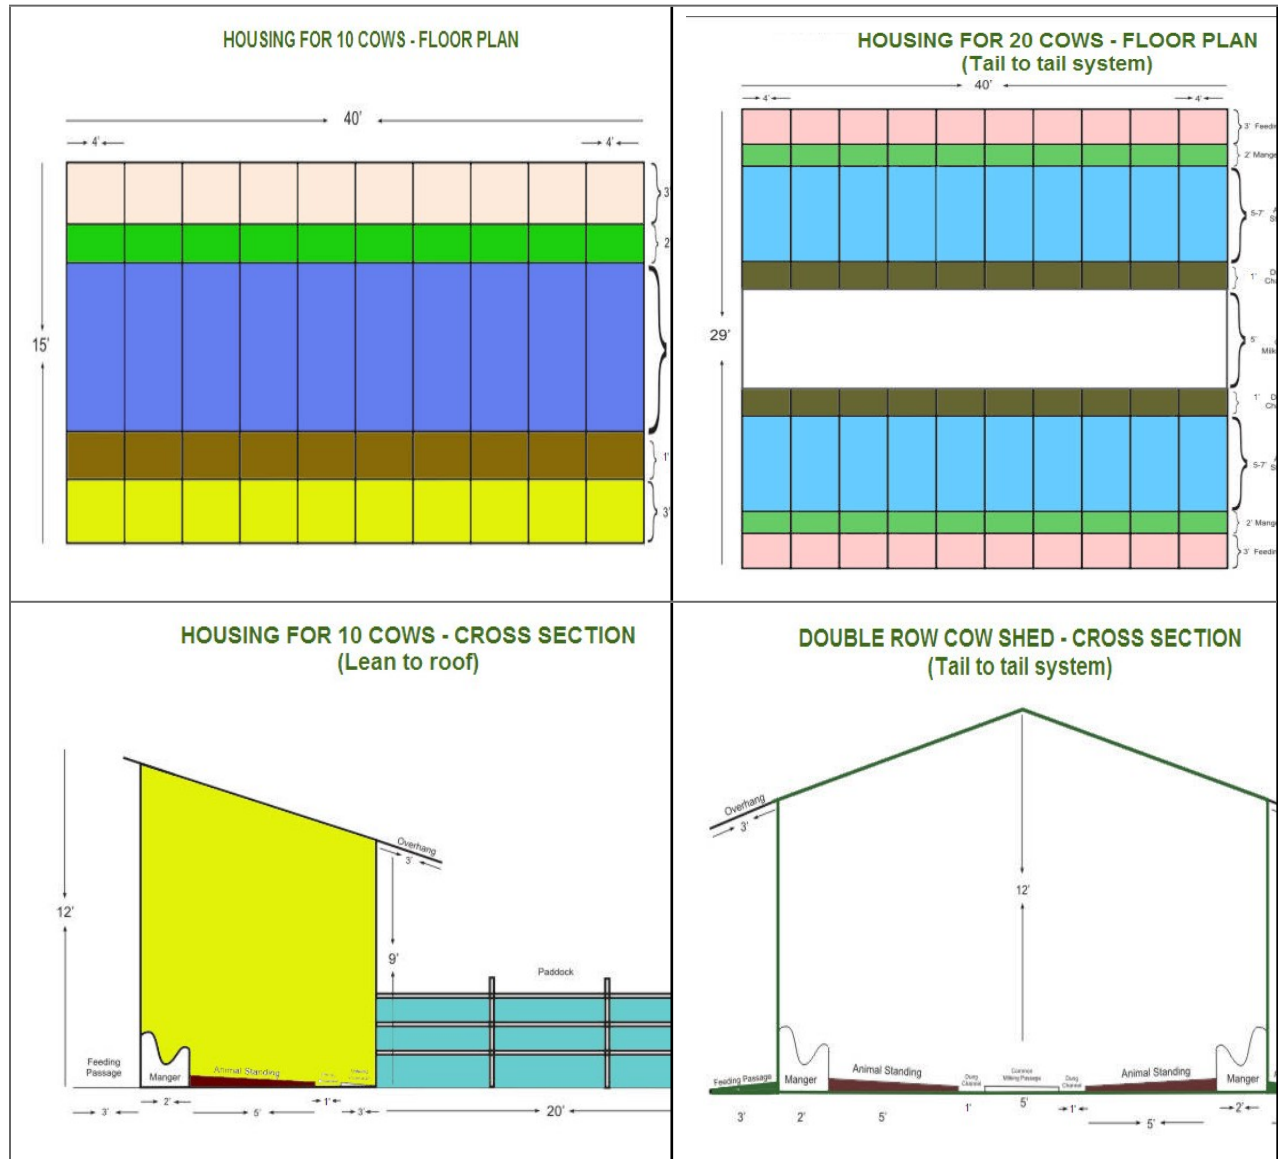 HOUSING FOR 10 COWS - FLOOR PLAN
40'
4'
4'
15'
3'
2
1'
3'
HOUSING FOR 20 COWS - FLOOR PLAN
(Tail to tail system)
40'
4'
4'
29'
3' Feedin
2' Mange
5-7'
1'
5'
Milk
1'
5-7'
2' Mang
3' Feedin
HOUSING FOR 10 COWS - CROSS SECTION
(Lean to roof)
12'
Overhang
3'
9'
Paddock
Feeding
Passage
Manger
Animal Standing
3'
2'
5'
1'
3'
20'
DOUBLE ROW COW SHED - CROSS SECTION
(Tail to tail system)
Overhang
3'
12'
Feeding Passage
Manger
Animal Standing
Dung
Channel
Common
Milking Passage
Dung
Channel
Animal Standing
Manger
3'
2'
5'
1'
5'
1'
5'
2'